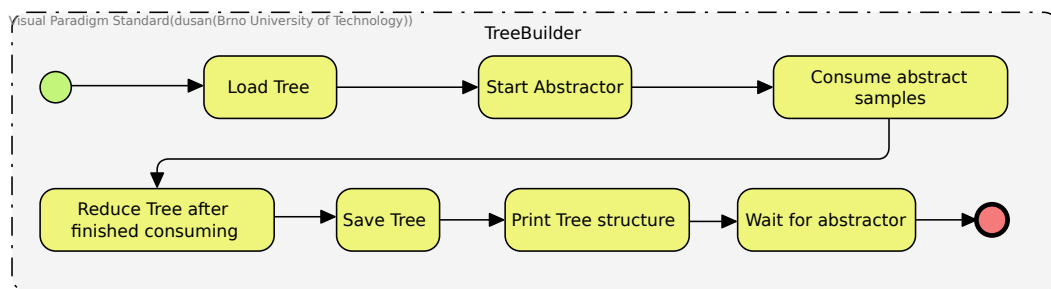 Visual Paradigm Standard(dusan(Brno University of Technology))
TreeBuilder
Load Tree
Start Abstractor
Consume abstract
samples
Reduce Tree after
finished consuming
Save Tree
Print Tree structure
Wait for abstractor